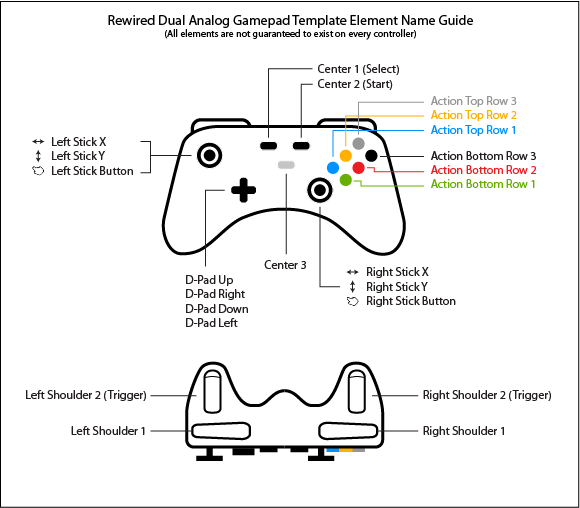 Rewired Dual Analog Gamepad Template Element Name Guide
(All elements are not guaranteed to exist on every controller)
Center 1 (Select)
Center 2 (Start)
Action Top Row 3
Action Top Row 2
Action Top Row 1
Left Stick X
Left Stick Y
Left Stick Button
Action Bottom Row 3
Action Bottom Row 2
Action Bottom Row 1
Center 3
D-Pad Up
D-Pad Right
D-Pad Down
D-Pad Left
Right Stick X
Right Stick Y
Right Stick Button
Left Shoulder 2 (Trigger)
Right Shoulder 2 (Trigger)
Left Shoulder 1
Right Shoulder 1